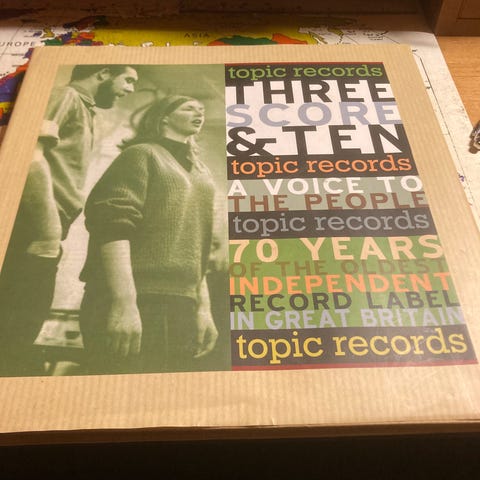 EUROPE
ASIA
topic records
THREE
SCORE
& TEN
topic records
A VOICE TO
THE PEOPLE
topic records
70 YEARS
OF THE OLDEST
INDEPENDENT
RECORD LABEL
IN GREAT BRITAIN
topic records